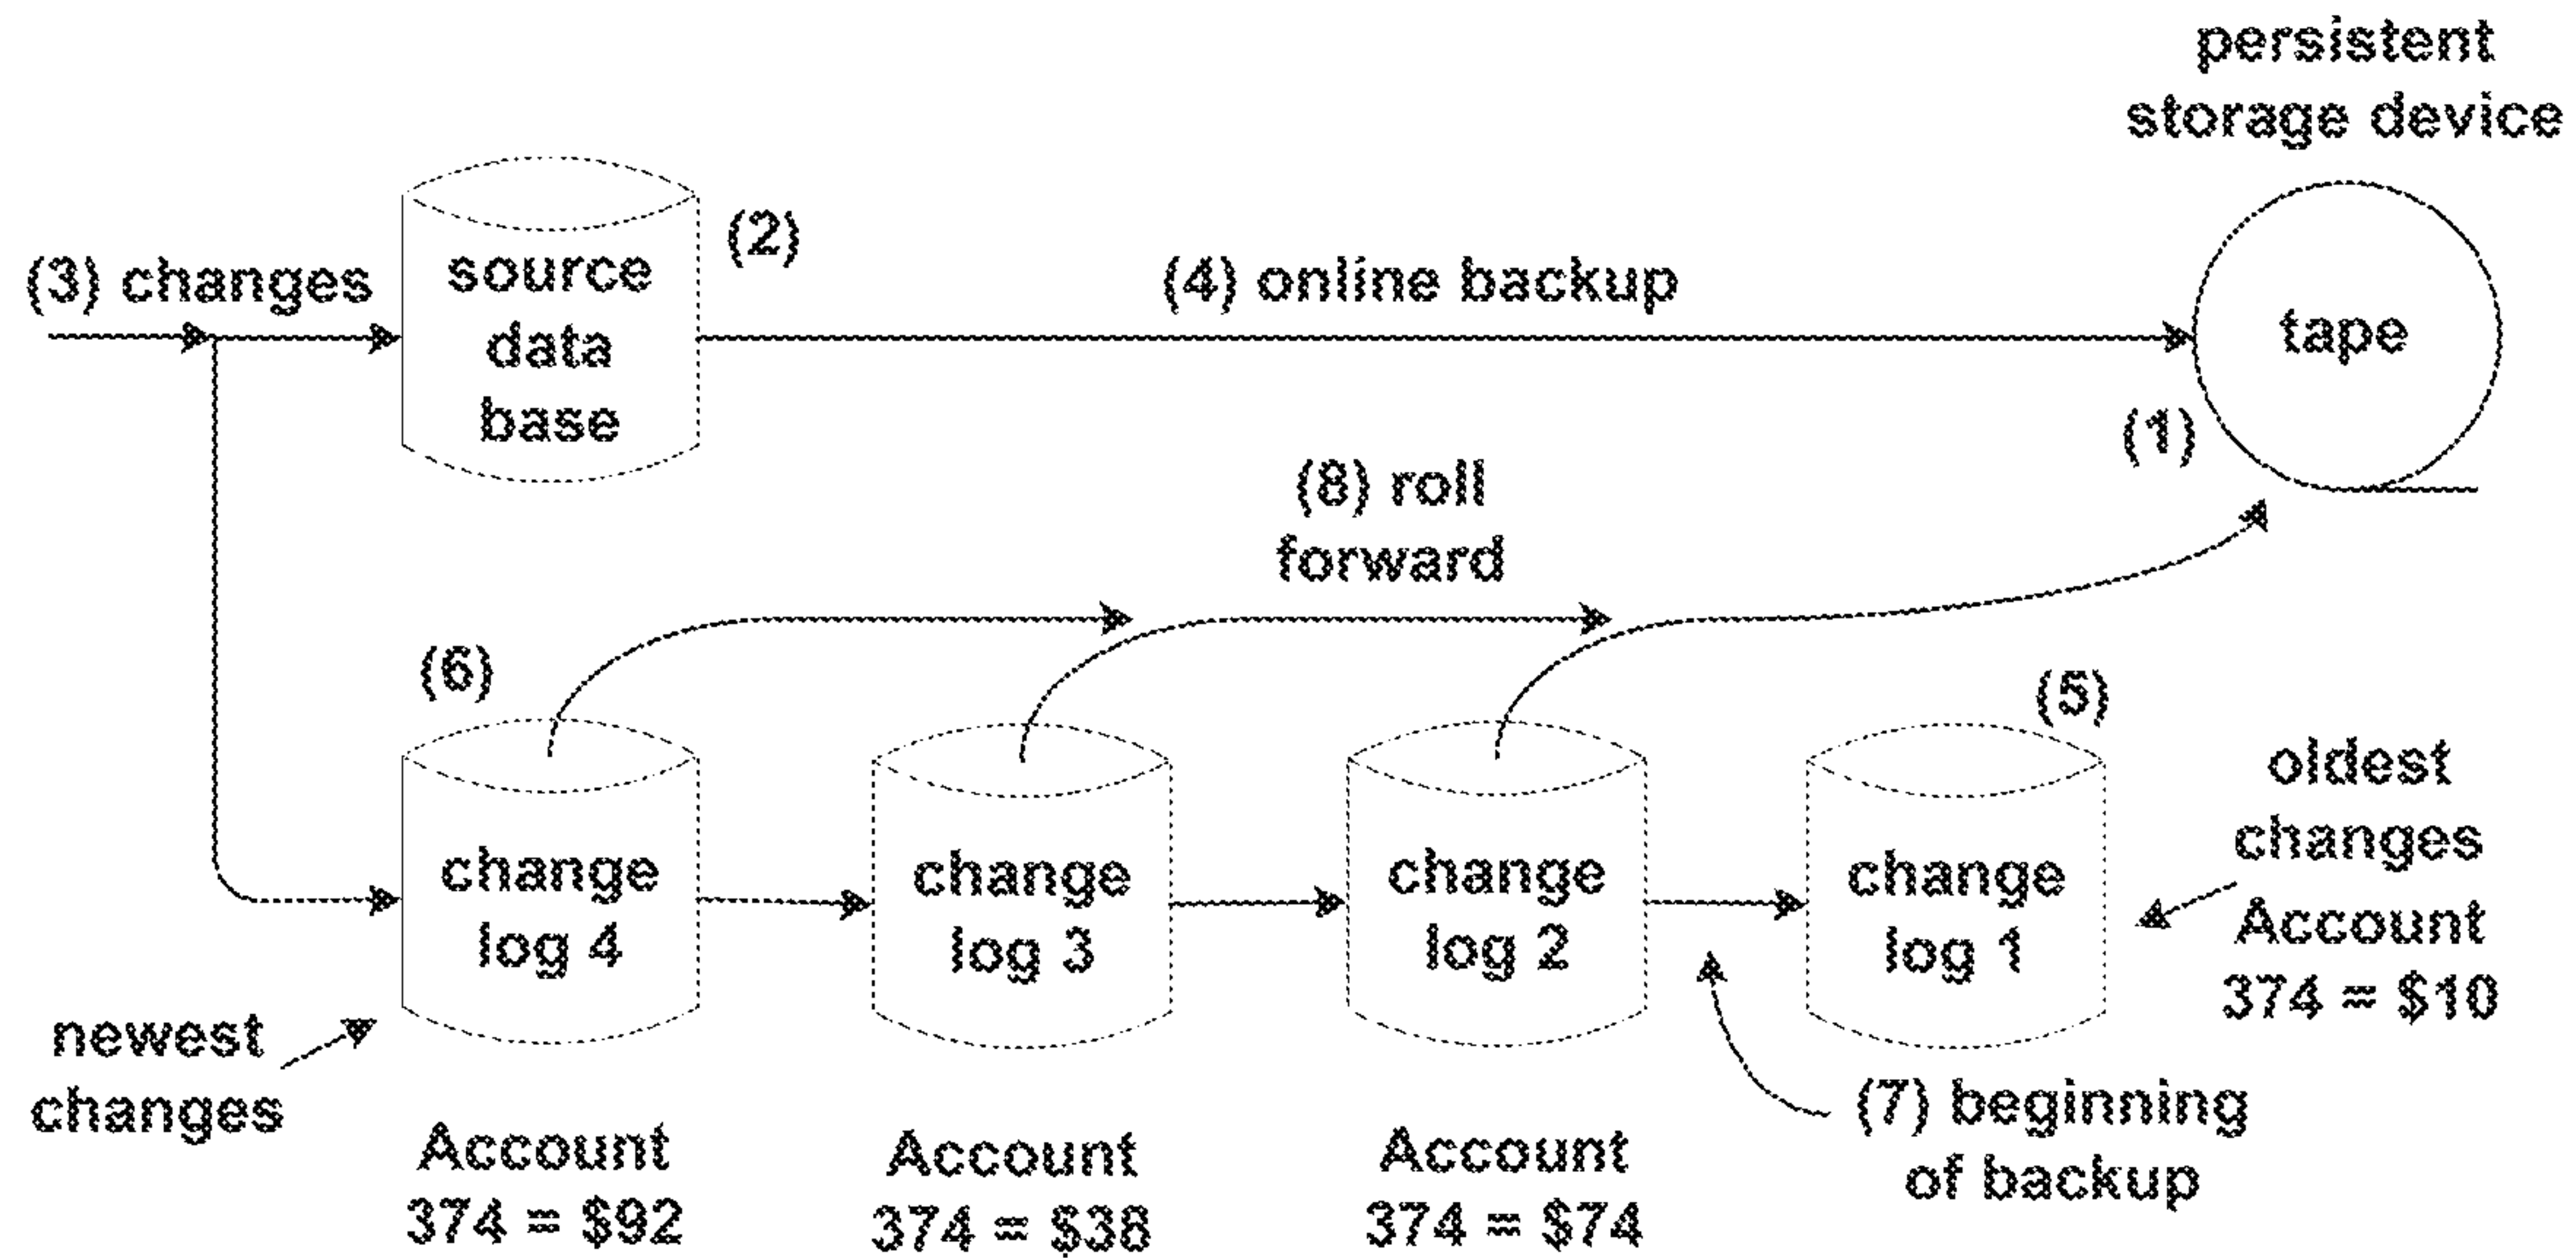 persistent
storage device
(2)
(3) changes
source
data
base
(4) online backup
tape
(1)
(8) roll
forward
(6)
(5)
change
log 4
change
log 3
change
log 2
change
log 1
oldest
changes
Account
374 = $10
newest
changes
(7) beginning
of backup
Account
374 = $92
Account
374 = $38
Account
374 = $74